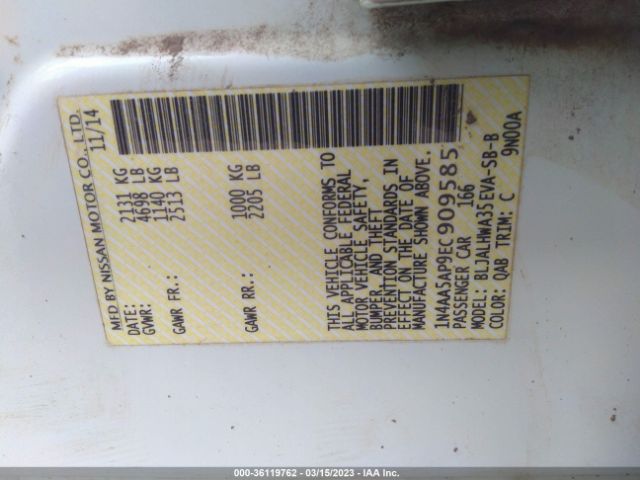 MFD BY NISSAN MOTOR CO., LTD.
DATE: 11/14
GVWR: 2131 KG
4698 LB
GAWR FR.: 1140 KG
2513 LB
GAWR RR.: 1000 KG
2205 LB
THIS VEHICLE CONFORMS TO
ALL APPLICABLE FEDERAL
MOTOR VEHICLE SAFETY,
BUMPER, AND THEFT
PREVENTION STANDARDS IN
EFFECT ON THE DATE OF
MANUFACTURE SHOWN ABOVE.
1N4AA5AP9EC909585
PASSENGER CAR 166
MODEL: BLJALHWA35EVA-SB-B
COLOR: QAB TRIM: C 9N00A
000-36119762 - 03/15/2023 - IAA Inc.